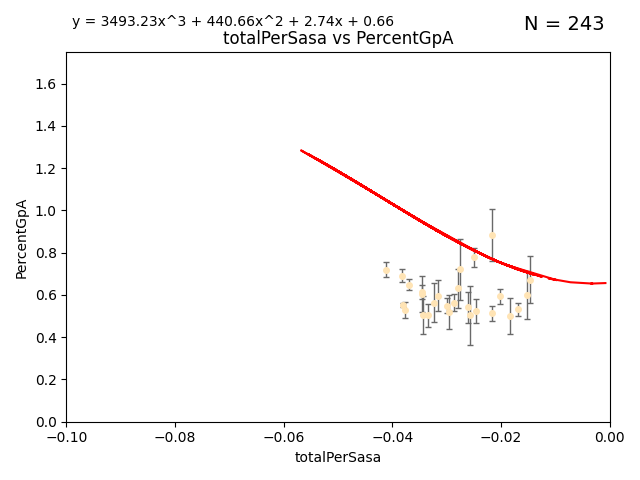 y = 3493.23x^3 + 440.66x^2 + 2.74x + 0.66
N = 243
totalPerSasa vs PercentGpA
PercentGpA
1.6
1.4
1.2
1.0
0.8
0.6
0.4
0.2
0.0
−0.10 −0.08 −0.06 −0.04 −0.02 0.00
totalPerSasa